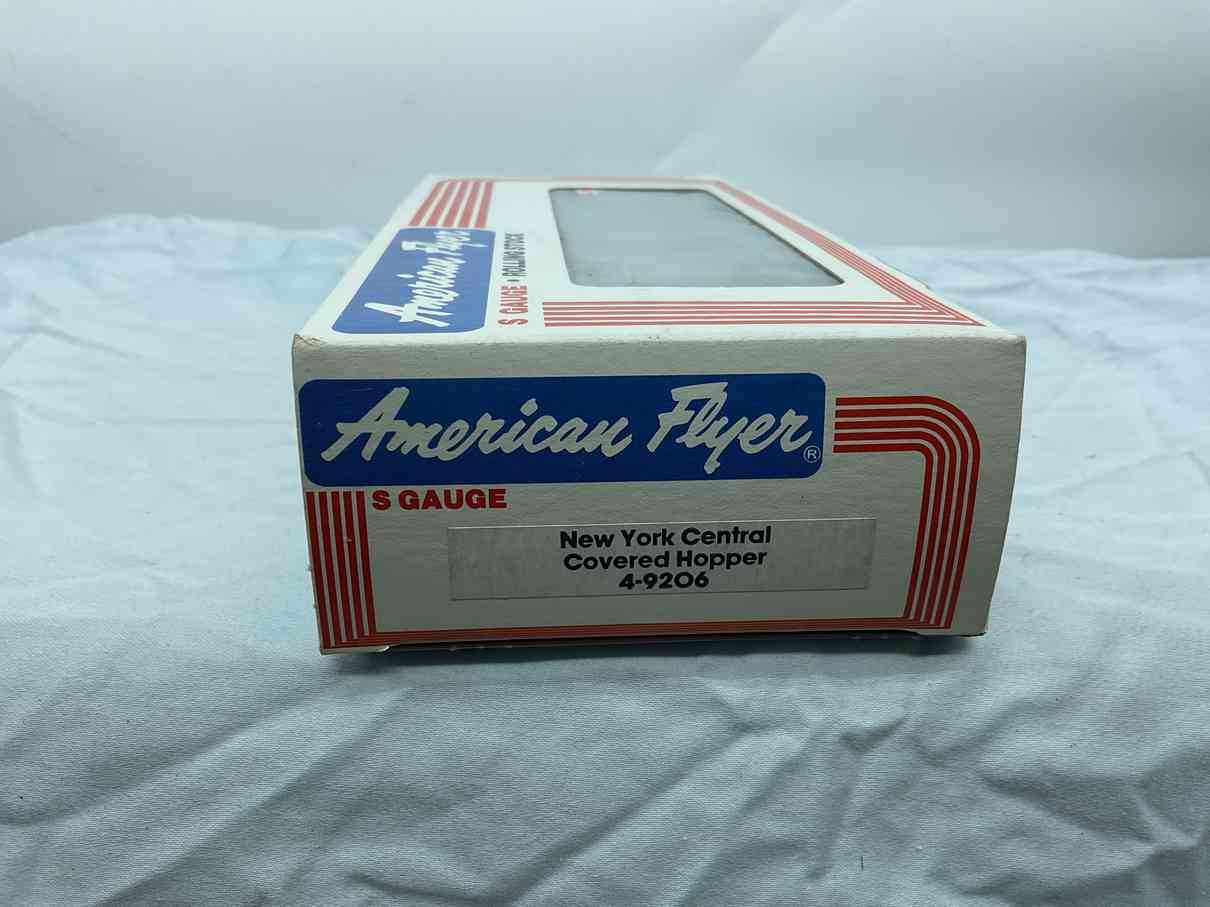 American Flyer
S GAUGE • ROLLING STOCK
American Flyer®
S GAUGE
New York Central
Covered Hopper
4-9206